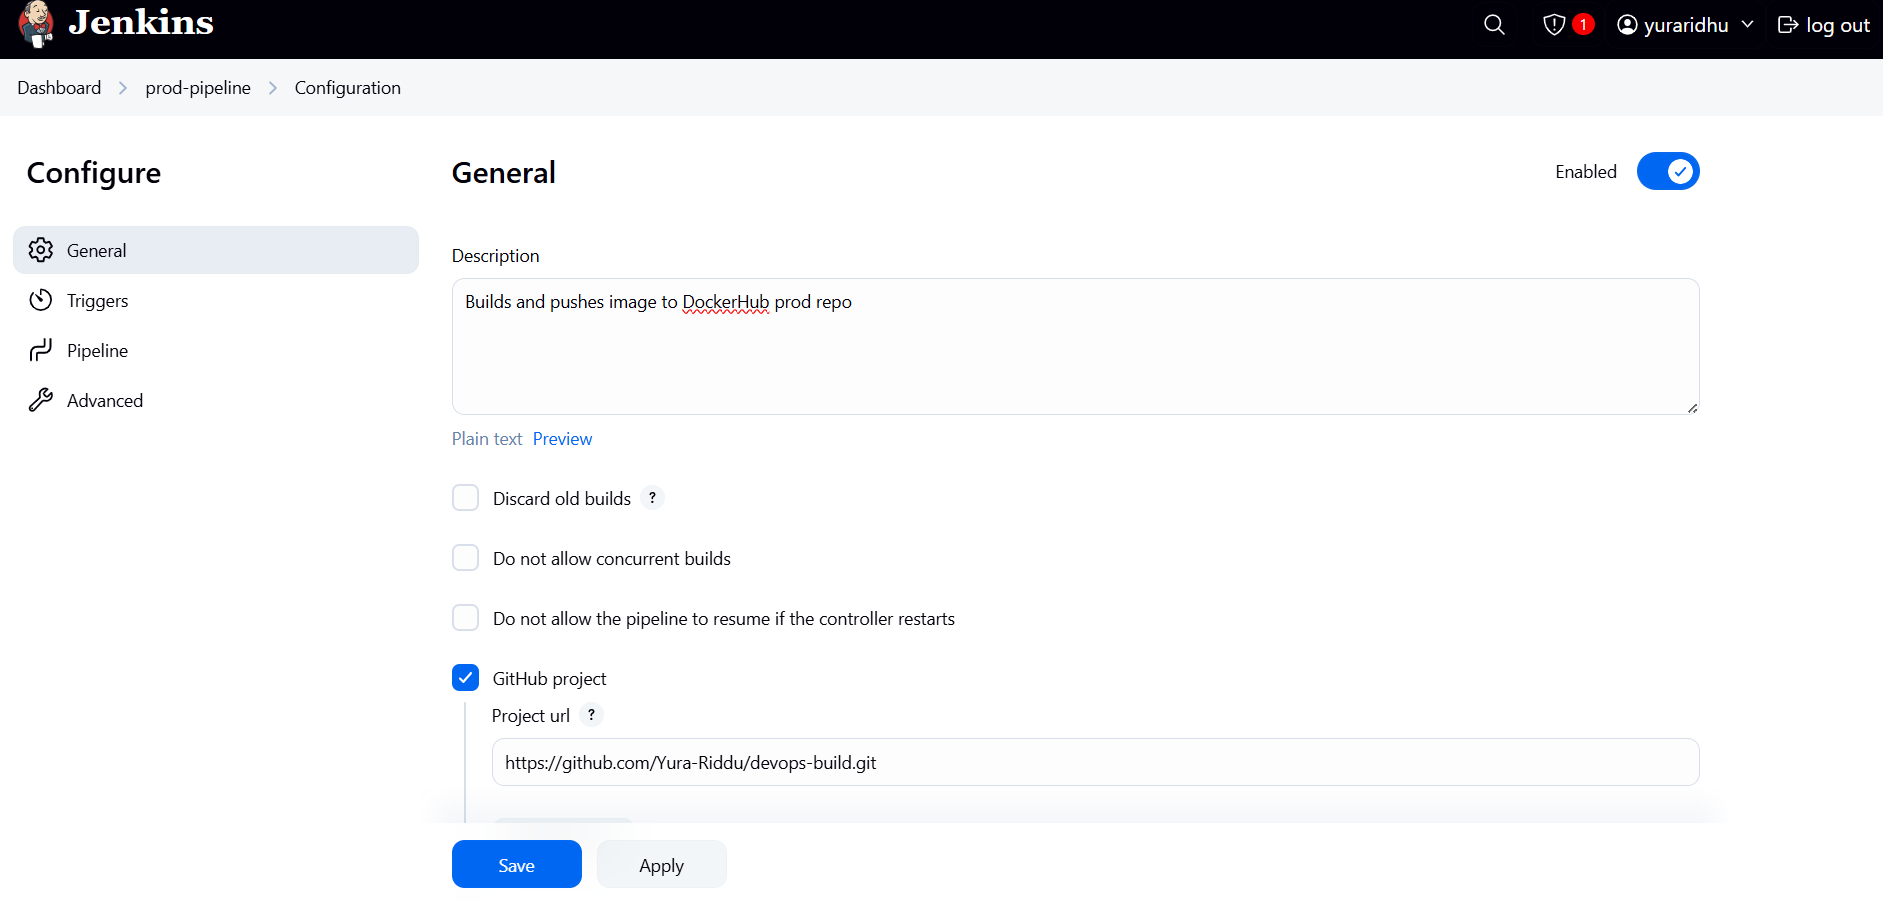 Jenkins
1
yuraridhu
log out
Dashboard
prod-pipeline
Configuration
Configure
General
Triggers
Pipeline
Advanced
General
Enabled
Description
Builds and pushes image to DockerHub prod repo
Plain text Preview
Discard old builds ?
Do not allow concurrent builds
Do not allow the pipeline to resume if the controller restarts
GitHub project
Project url ?
https://github.com/Yura-Riddu/devops-build.git
Save
Apply